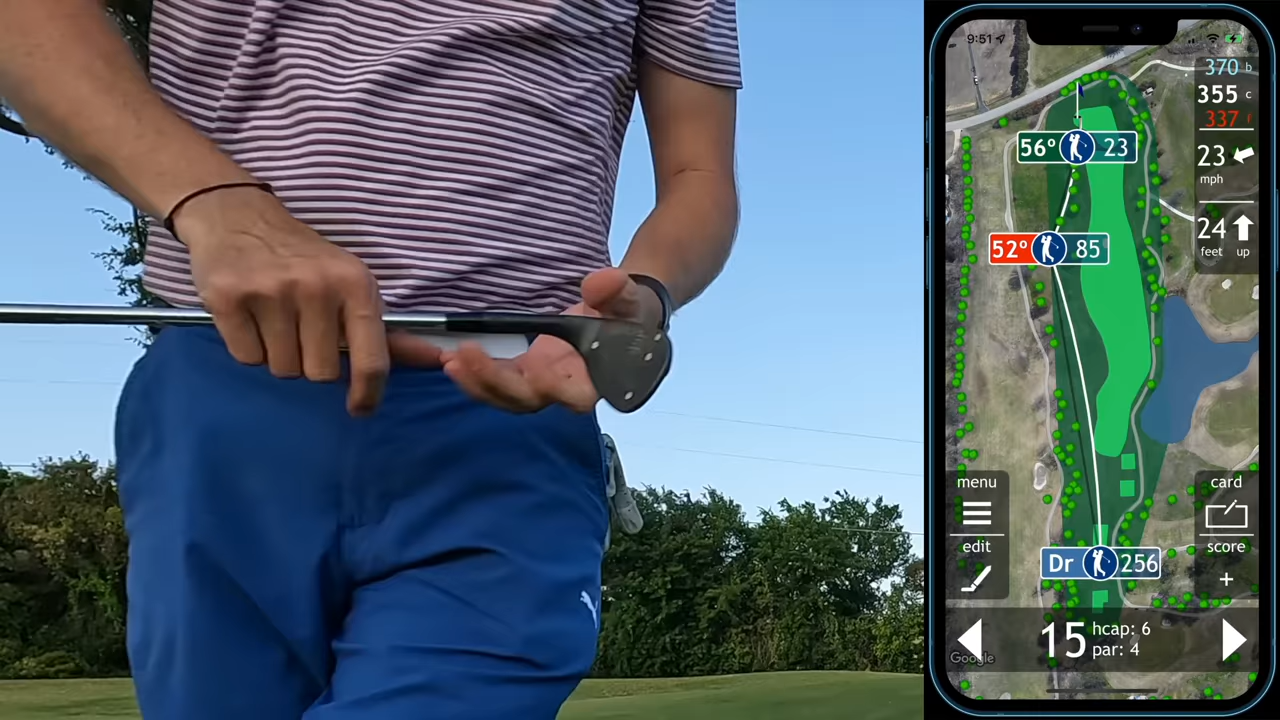 9:51
370 b
355 c
337 f
56° 23
23
mph
52° 85
24
feet up
menu
card
edit
score
+
Dr 256
15
hcap: 6
par: 4
Google